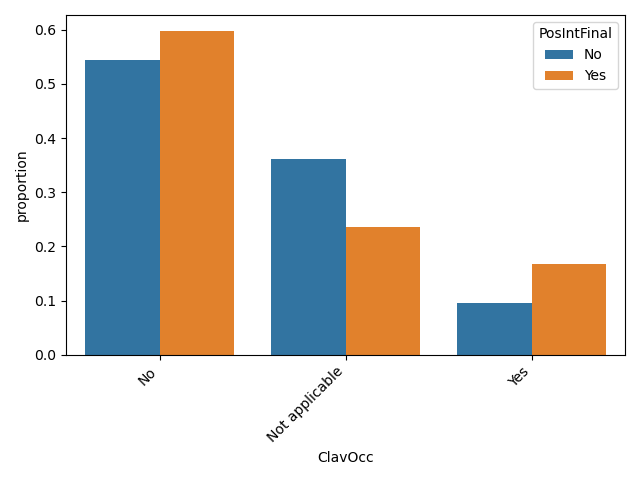 PosIntFinal
No
Yes
proportion
0.6
0.5
0.4
0.3
0.2
0.1
0.0
No
Not applicable
Yes
ClavOcc